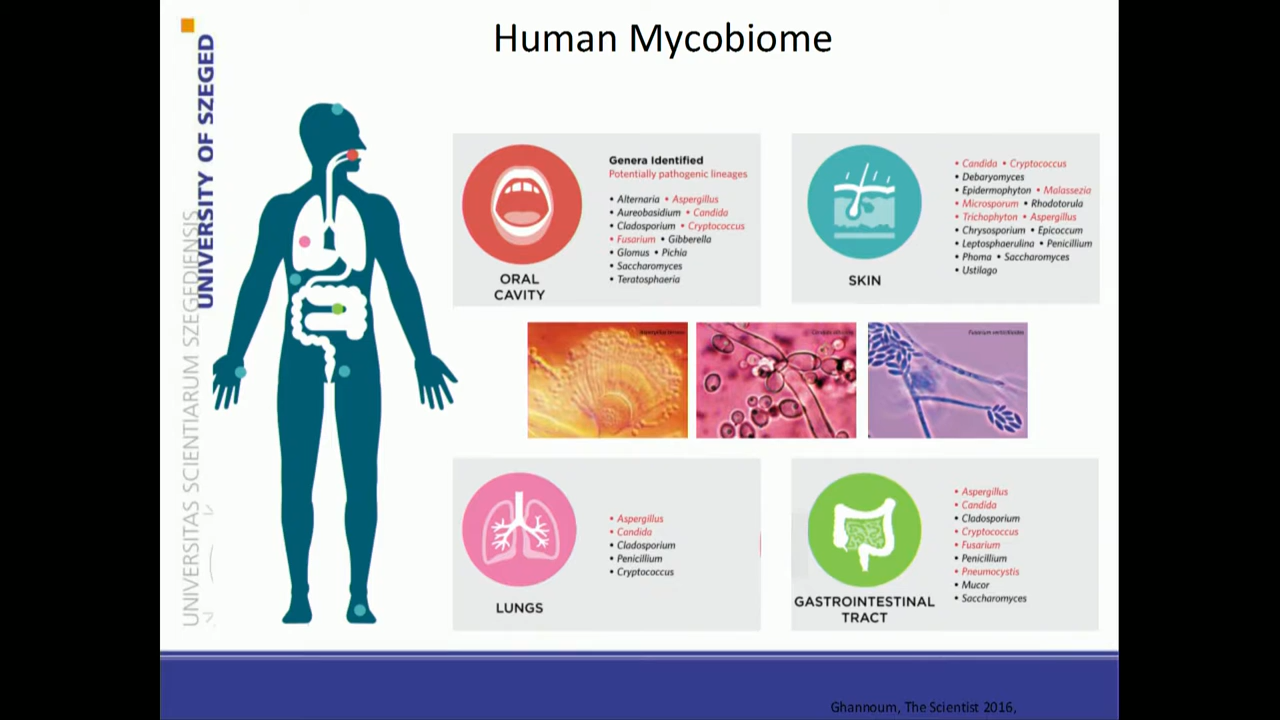 Human Mycobiome
UNIVERSITY OF SZEGED
UNIVERSITAS SCIENTIARUM SZEGEDIENSIS
Genera Identified
Potentially pathogenic lineages
• Alternaria • Aspergillus
• Aureobasidium • Candida
• Cladosporium • Cryptococcus
• Fusarium • Gibberella
• Glomus • Pichia
• Saccharomyces
• Teratosphaeria
ORAL
CAVITY
• Candida • Cryptococcus
• Debaryomyces
• Epidermophyton • Malassezia
• Microsporum • Rhodotorula
• Trichophyton • Aspergillus
• Chrysosporium • Epicoccum
• Leptosphaerulina • Penicillium
• Phoma • Saccharomyces
• Ustilago
SKIN
Fusarium verticillioides
• Aspergillus
• Candida
• Cladosporium
• Penicillium
• Cryptococcus
LUNGS
• Aspergillus
• Candida
• Cladosporium
• Cryptococcus
• Fusarium
• Penicillium
• Pneumocystis
• Mucor
• Saccharomyces
GASTROINTESTINAL
TRACT
Ghannoum, The Scientist 2016,